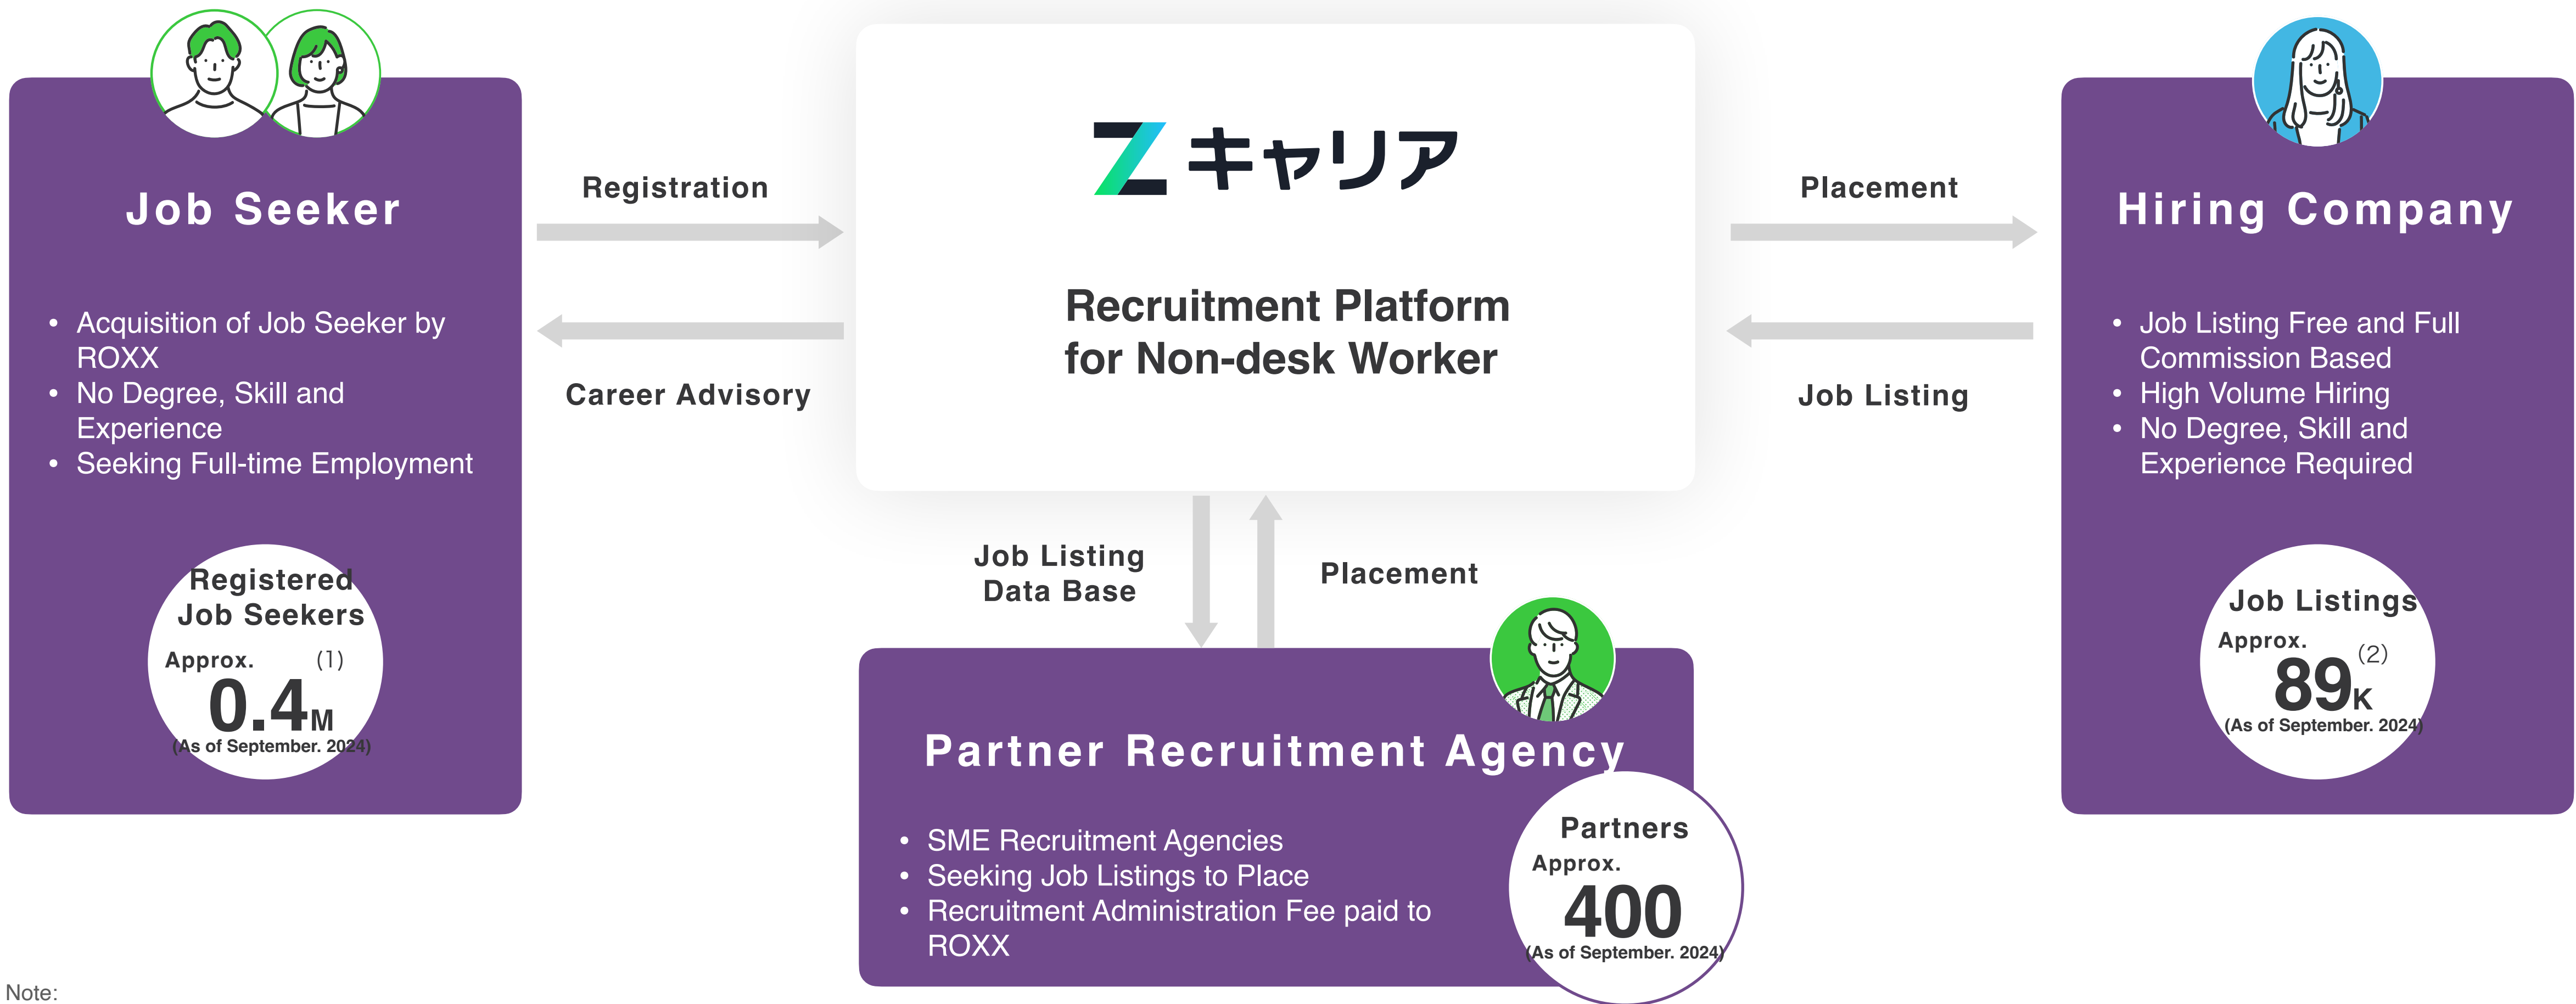 Job Seeker
• Acquisition of Job Seeker by
ROXX
• No Degree, Skill and
Experience
• Seeking Full-time Employment
Registered
Job Seekers
Approx. (1)
0.4M
(As of September. 2024)
Registration
Career Advisory
Zキャリア
Recruitment Platform
for Non-desk Worker
Placement
Job Listing
Hiring Company
• Job Listing Free and Full
Commission Based
• High Volume Hiring
• No Degree, Skill and
Experience Required
Job Listings
Approx.
89K (2)
(As of September. 2024)
Job Listing
Data Base
Placement
Partner Recruitment Agency
• SME Recruitment Agencies
• Seeking Job Listings to Place
• Recruitment Administration Fee paid to
ROXX
Partners
Approx.
400
(As of September. 2024)
Note: